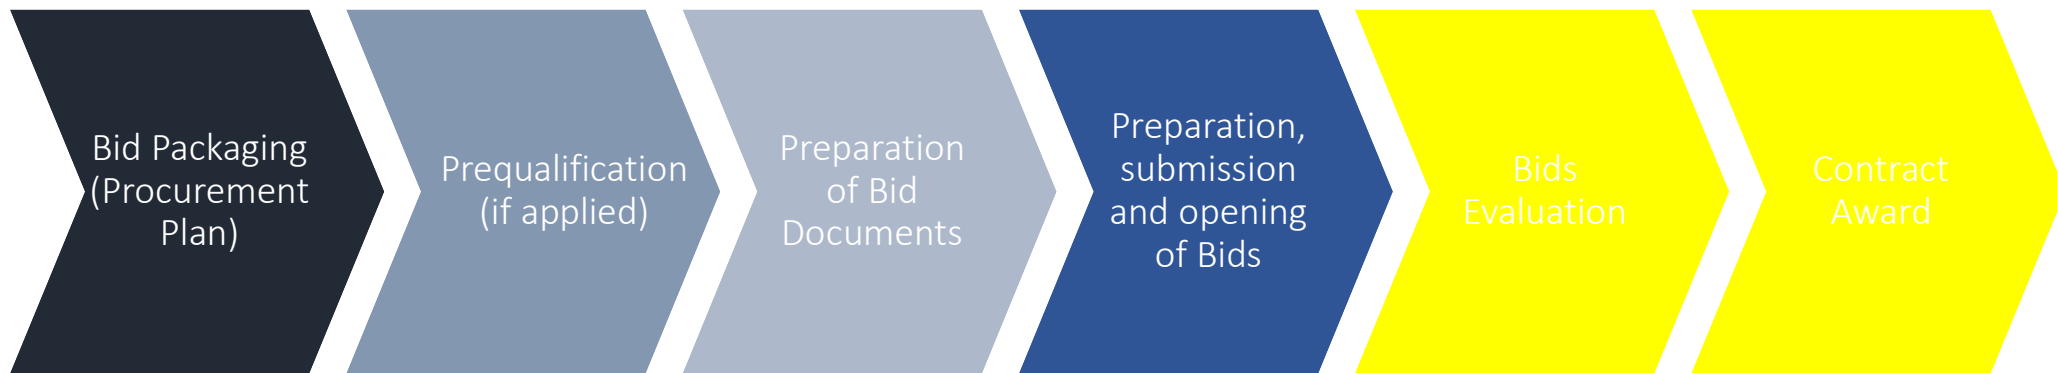 Bid Packaging
(Procurement
Plan)
Prequalification
(if applied)
Preparation
of Bid
Documents
Preparation,
submission
and opening
of Bids
Bids
Evaluation
Contract
Award